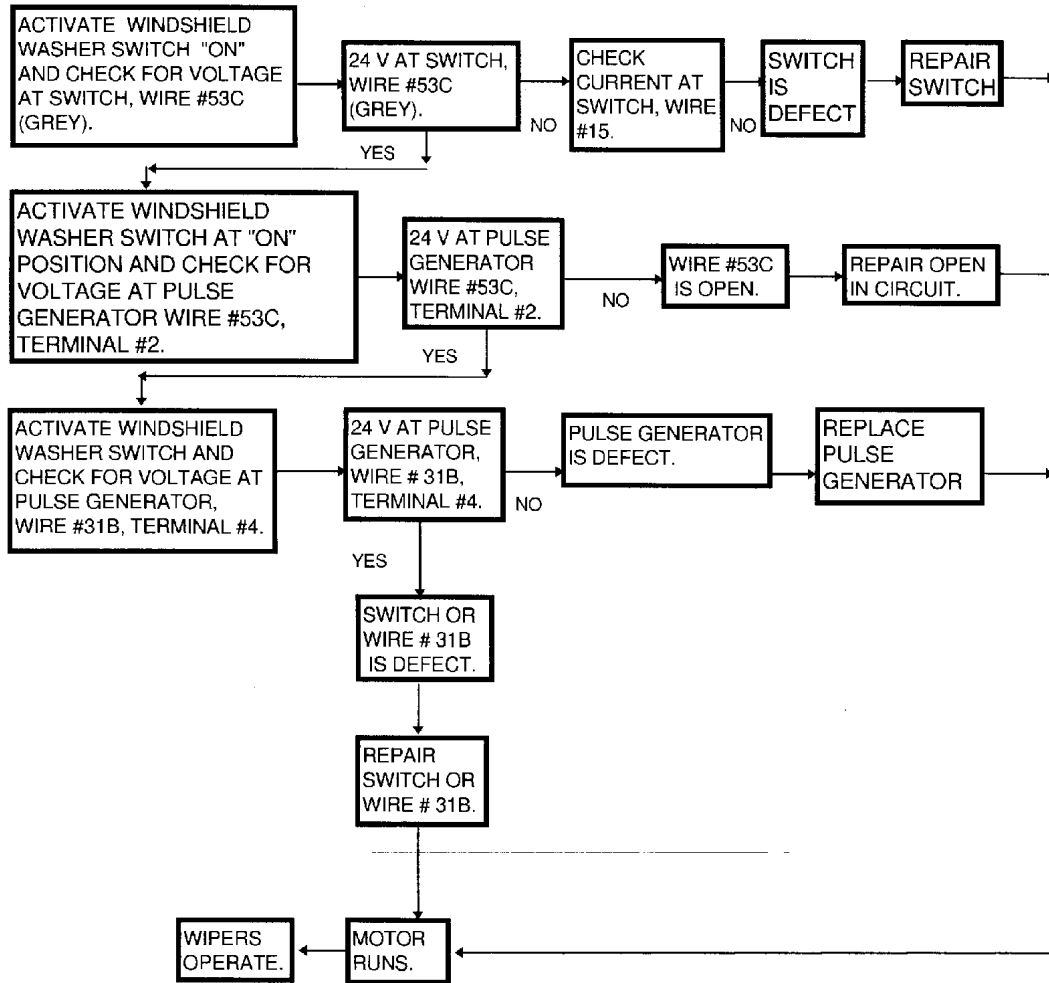 ACTIVATE WINDSHIELD
WASHER SWITCH "ON"
AND CHECK FOR VOLTAGE
AT SWITCH, WIRE #53C
(GREY).
24 V AT SWITCH,
WIRE #53C
(GREY).
NO
CHECK
CURRENT AT
SWITCH, WIRE
#15.
NO
SWITCH
IS
DEFECT
REPAIR
SWITCH
YES
ACTIVATE WINDSHIELD
WASHER SWITCH AT "ON"
POSITION AND CHECK FOR
VOLTAGE AT PULSE
GENERATOR WIRE #53C,
TERMINAL #2.
24 V AT PULSE
GENERATOR
WIRE #53C,
TERMINAL #2.
NO
WIRE #53C
IS OPEN.
REPAIR OPEN
IN CIRCUIT.
YES
ACTIVATE WINDSHIELD
WASHER SWITCH AND
CHECK FOR VOLTAGE AT
PULSE GENERATOR,
WIRE #31B, TERMINAL #4.
24 V AT PULSE
GENERATOR,
WIRE # 31B,
TERMINAL #4.
NO
PULSE GENERATOR
IS DEFECT.
REPLACE
PULSE
GENERATOR
YES
SWITCH OR
WIRE # 31B
IS DEFECT.
REPAIR
SWITCH OR
WIRE # 31B.
WIPERS
OPERATE.
MOTOR
RUNS.